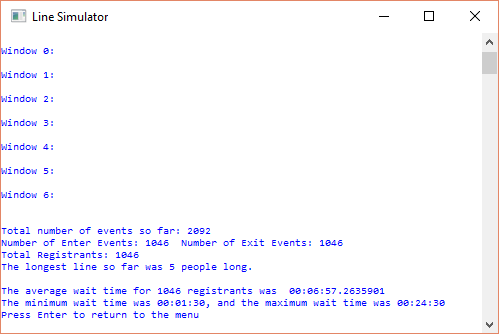 Line Simulator
Window 0:
Window 1:
Window 2:
Window 3:
Window 4:
Window 5:
Window 6:
Total number of events so far: 2092
Number of Enter Events: 1046  Number of Exit Events: 1046
Total Registrants: 1046
The longest line so far was 5 people long.
The average wait time for 1046 registrants was  00:06:57.2635901
The minimum wait time was 00:01:30, and the maximum wait time was 00:24:30
Press Enter to return to the menu